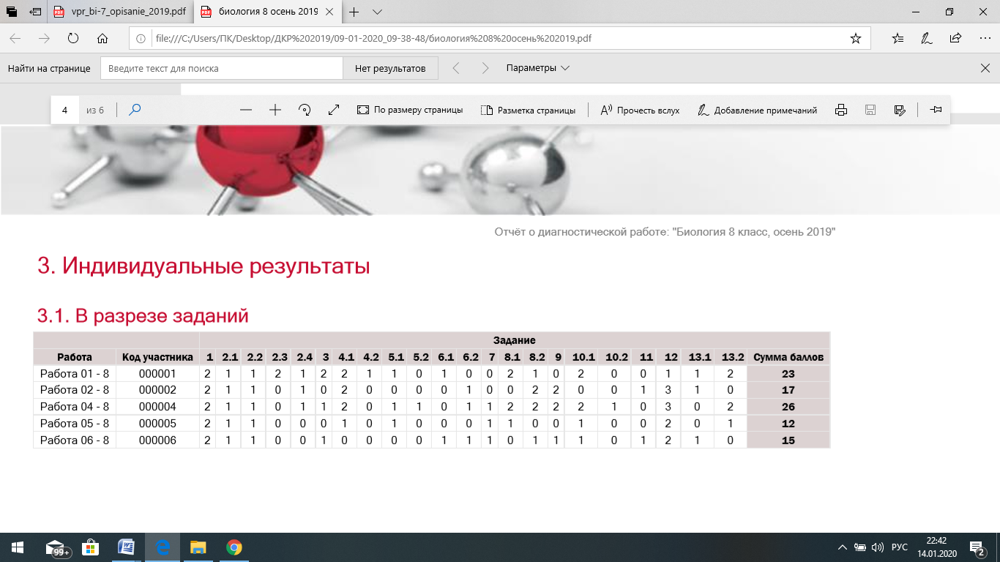 vpr_bi-7_opisanie_2019.pdf
биология 8 осень 2019
file:///C:/Users/ПК/Desktop/ДКР%202019/09-01-2020_09-38-48/биология%208%20осень%202019.pdf
Найти на странице Введите текст для поиска Нет результатов Параметры
4 из 6 По размеру страницы Разметка страницы Прочесть вслух Добавление примечаний
Отчёт о диагностической работе: "Биология 8 класс, осень 2019"
3. Индивидуальные результаты
3.1. В разрезе заданий
Задание
Работа Код участника 1 2.1 2.2 2.3 2.4 3 4.1 4.2 5.1 5.2 6.1 6.2 7 8.1 8.2 9 10.1 10.2 11 12 13.1 13.2 Сумма баллов
Работа 01 - 8 000001 2 1 1 2 1 2 2 1 1 0 1 0 0 2 1 0 2 0 0 1 1 2 23
Работа 02 - 8 000002 2 1 1 0 1 0 2 0 0 0 0 1 0 0 2 2 0 0 1 3 1 0 17
Работа 04 - 8 000004 2 1 1 0 1 1 2 0 1 1 0 1 1 2 2 2 2 1 0 3 0 2 26
Работа 05 - 8 000005 2 1 1 0 0 0 1 0 1 0 0 0 1 1 0 0 1 0 0 2 0 1 12
Работа 06 - 8 000006 2 1 1 0 0 1 0 0 0 0 1 1 1 0 1 1 1 0 1 2 1 0 15
99+
РУС
22:42
14.01.2020
2